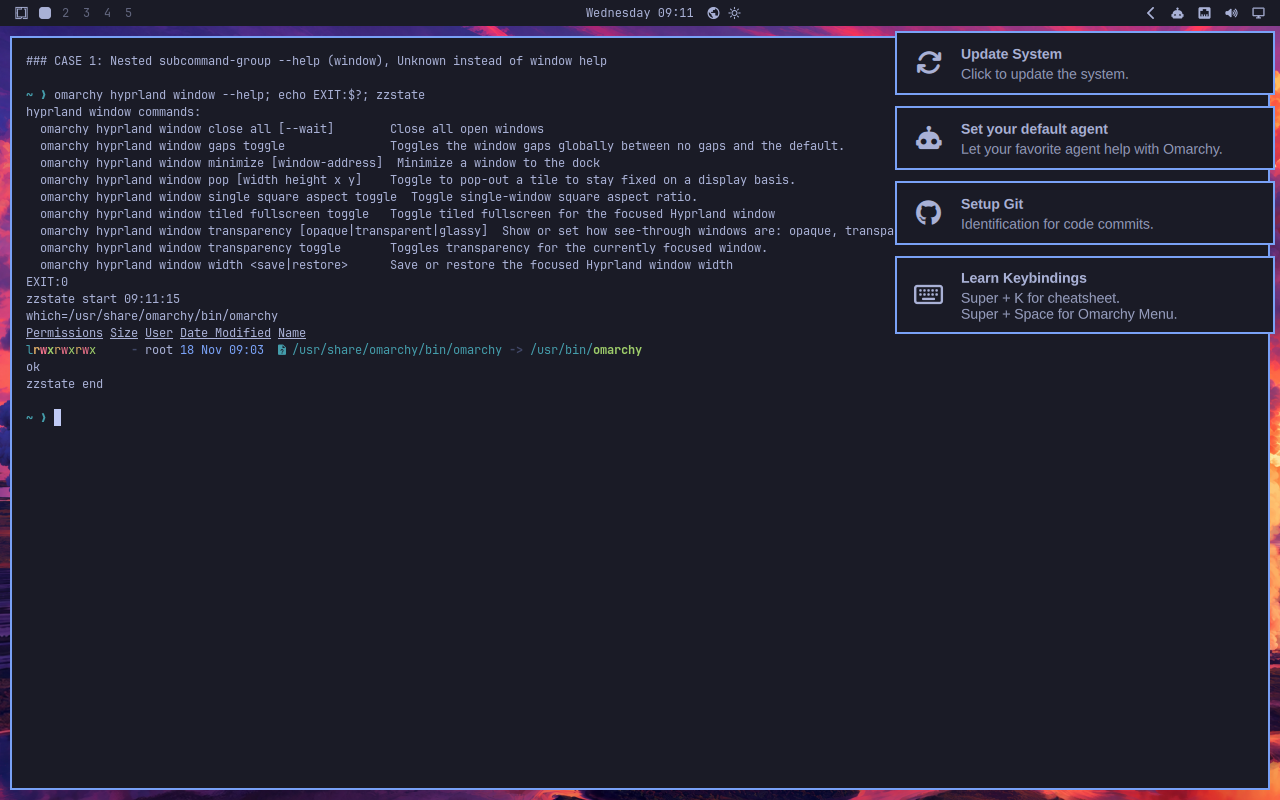 2 3 4 5
Wednesday 09:11
### CASE 1: Nested subcommand-group --help (window), Unknown instead of window help
~ ❯ omarchy hyprland window --help; echo EXIT:$?; zzstate
hyprland window commands:
omarchy hyprland window close all [--wait] Close all open windows
omarchy hyprland window gaps toggle Toggles the window gaps globally between no gaps and the default.
omarchy hyprland window minimize [window-address] Minimize a window to the dock
omarchy hyprland window pop [width height x y] Toggle to pop-out a tile to stay fixed on a display basis.
omarchy hyprland window single square aspect toggle Toggle single-window square aspect ratio.
omarchy hyprland window tiled fullscreen toggle Toggle tiled fullscreen for the focused Hyprland window
omarchy hyprland window transparency [opaque|transparent|glassy] Show or set how see-through windows are: opaque, transpa
omarchy hyprland window transparency toggle Toggles transparency for the currently focused window.
omarchy hyprland window width <save|restore> Save or restore the focused Hyprland window width
EXIT:0
zzstate start 09:11:15
which=/usr/share/omarchy/bin/omarchy
Permissions Size User Date Modified Name
lrwxrwxrwx - root 18 Nov 09:03 /usr/share/omarchy/bin/omarchy -> /usr/bin/omarchy
ok
zzstate end
~ ❯
Update System
Click to update the system.
Set your default agent
Let your favorite agent help with Omarchy.
Setup Git
Identification for code commits.
Learn Keybindings
Super + K for cheatsheet.
Super + Space for Omarchy Menu.